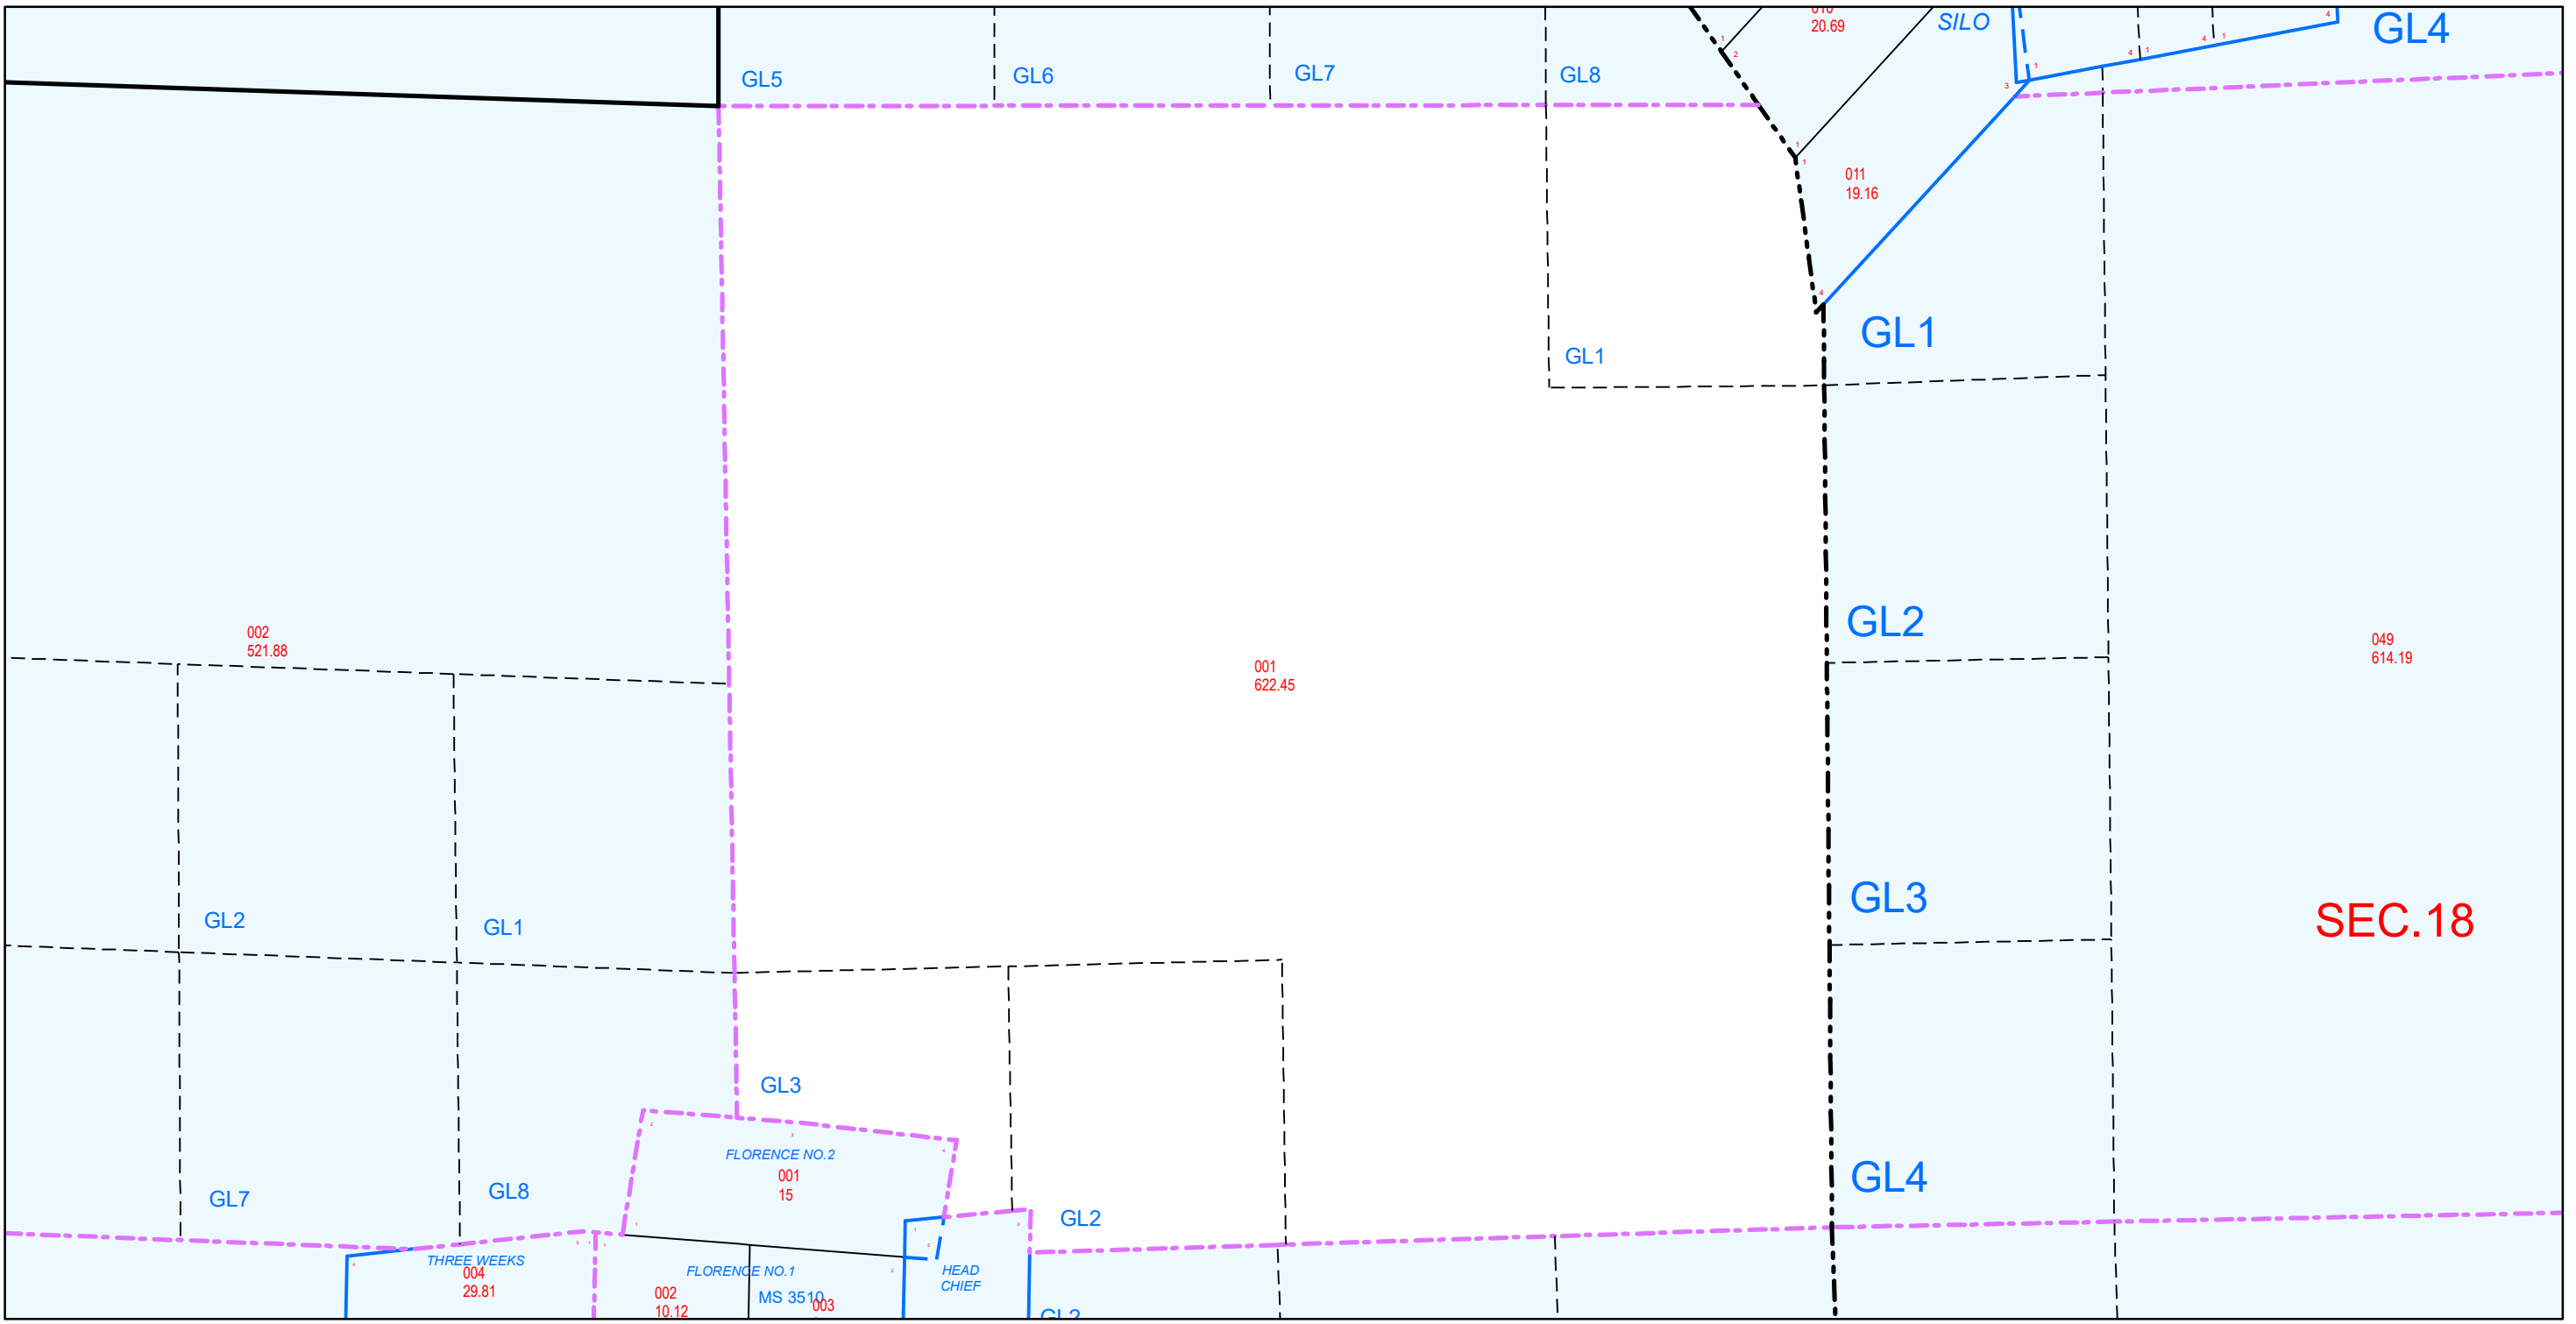 20.69
SILO
GL4
GL5
GL6
GL7
GL8
011
19.16
GL1
GL1
002
521.88
001
622.45
GL2
049
614.19
GL2
GL1
GL3
SEC.18
GL3
FLORENCE NO.2
001
15
GL7
GL8
GL2
GL4
THREE WEEKS
004
29.81
FLORENCE NO.1
MS 3510
002
10.12
003
HEAD
CHIEF